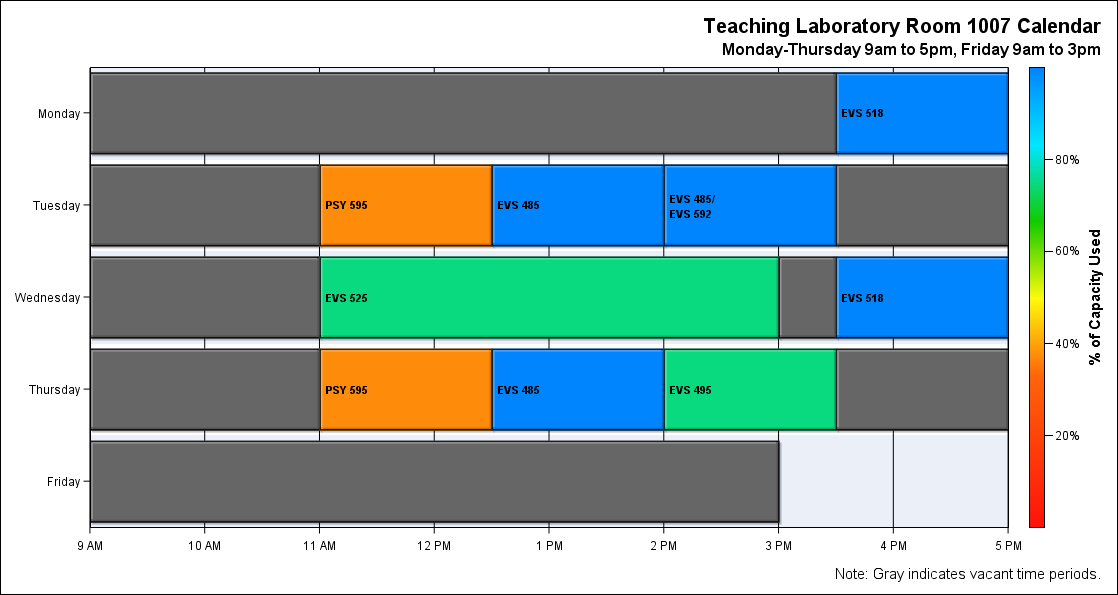 Teaching Laboratory Room 1007 Calendar
Monday-Thursday 9am to 5pm, Friday 9am to 3pm
Monday
EVS 518
Tuesday
PSY 595
EVS 485
EVS 485/
EVS 592
Wednesday
EVS 525
EVS 518
Thursday
PSY 595
EVS 485
EVS 495
Friday
9 AM
10 AM
11 AM
12 PM
1 PM
2 PM
3 PM
4 PM
5 PM
80%
60%
40%
20%
% of Capacity Used
Note: Gray indicates vacant time periods.